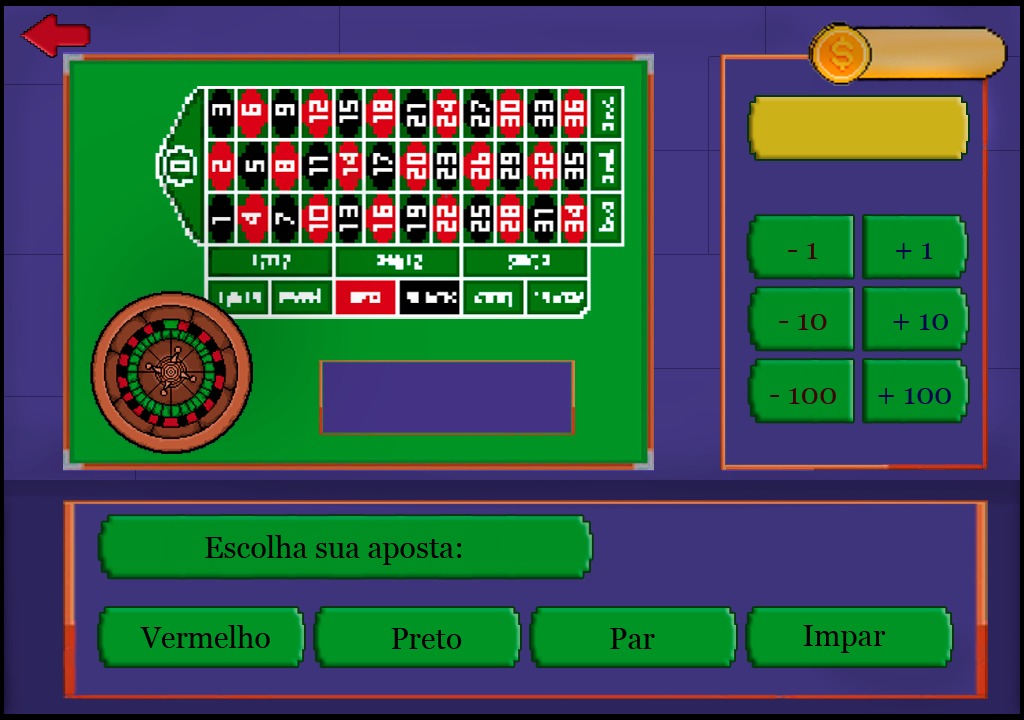 $
3 6 9 12 15 18 21 24 27 30 33 36
0
2 5 8 11 14 17 20 23 26 29 32 35
1 4 7 10 13 16 19 22 25 28 31 34
- 1
+ 1
- 10
+ 10
- 100
+ 100
Escolha sua aposta:
Vermelho
Preto
Par
Impar